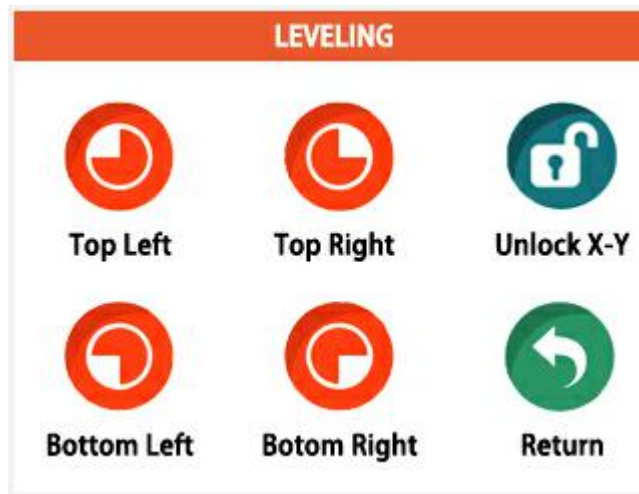 LEVELING
Top Left
Top Right
Unlock X-Y
Bottom Left
Botom Right
Return